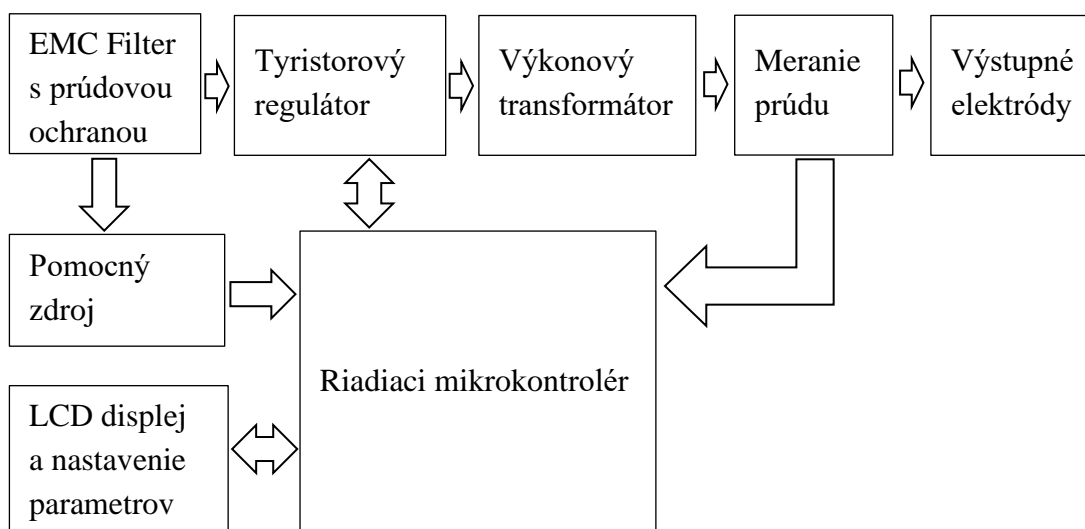 EMC Filter
s prúdovou
ochranou
Tyristorový
regulátor
Výkonový
transformátor
Meranie
prúdu
Výstupné
elektródy
Pomocný
zdroj
Riadiaci mikrokontrolér
LCD displej
a nastavenie
parametrov